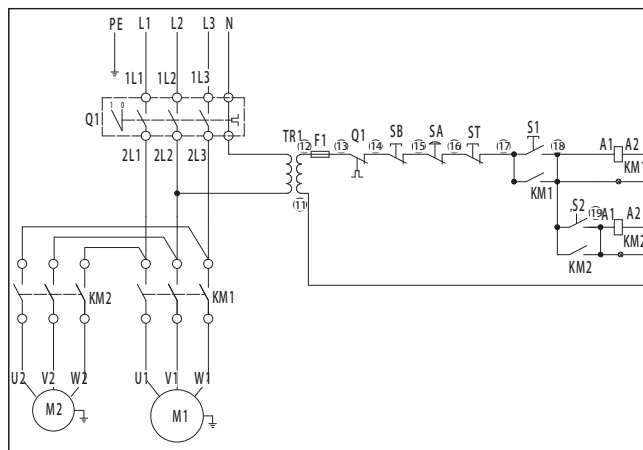 PE L1 L2 L3 N
1L1 1L2 1L3
1 0
Q1
2L1 2L2 2L3
TR1 12 F1 13 Q1 14 SB 15 SA 16 ST 17 S1 18 A1 A2
KM1 KM1
11
S2 19 A1 A2
KM2 KM2
KM2 KM1
U2 V2 W2 U1 V1 W1
M2 M1